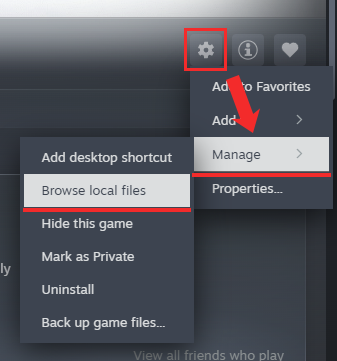 Add to Favorites
Add
Manage
Properties...
Add desktop shortcut
Browse local files
Hide this game
Mark as Private
Uninstall
Back up game files...
ly
View all friends who play